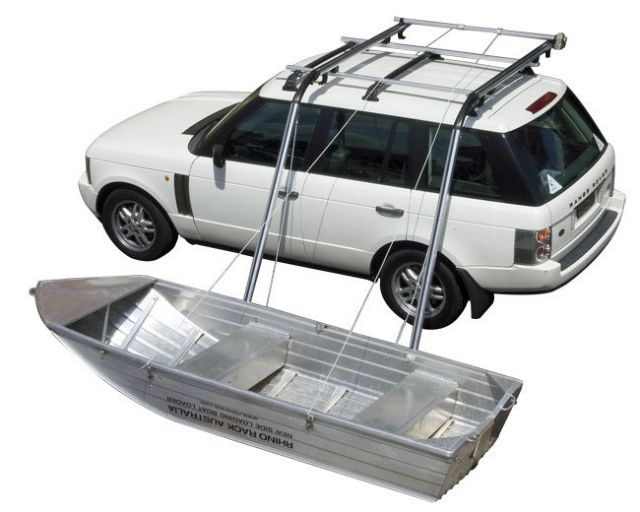 RANGE ROVER
RHINO RACK AUSTRALIA
NEW SIDE LOADING BOAT LOADER